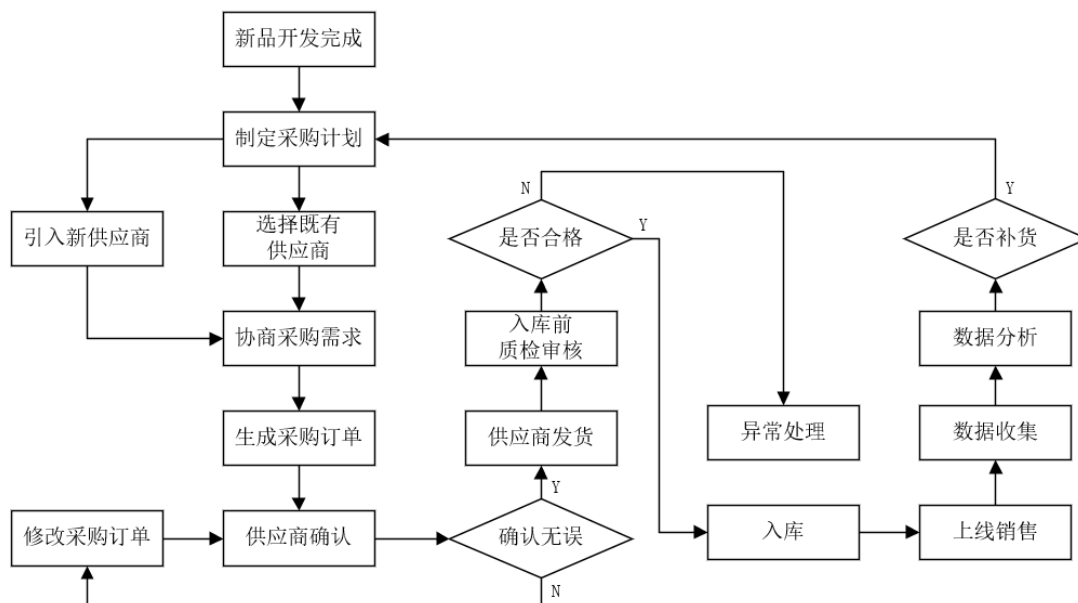 新品开发完成
制定采购计划
引入新供应商
选择既有
供应商
协商采购需求
生成采购订单
修改采购订单
供应商确认
确认无误
Y
N
供应商发货
入库前
质检审核
是否合格
N
Y
异常处理
入库
上线销售
数据收集
数据分析
是否补货
Y